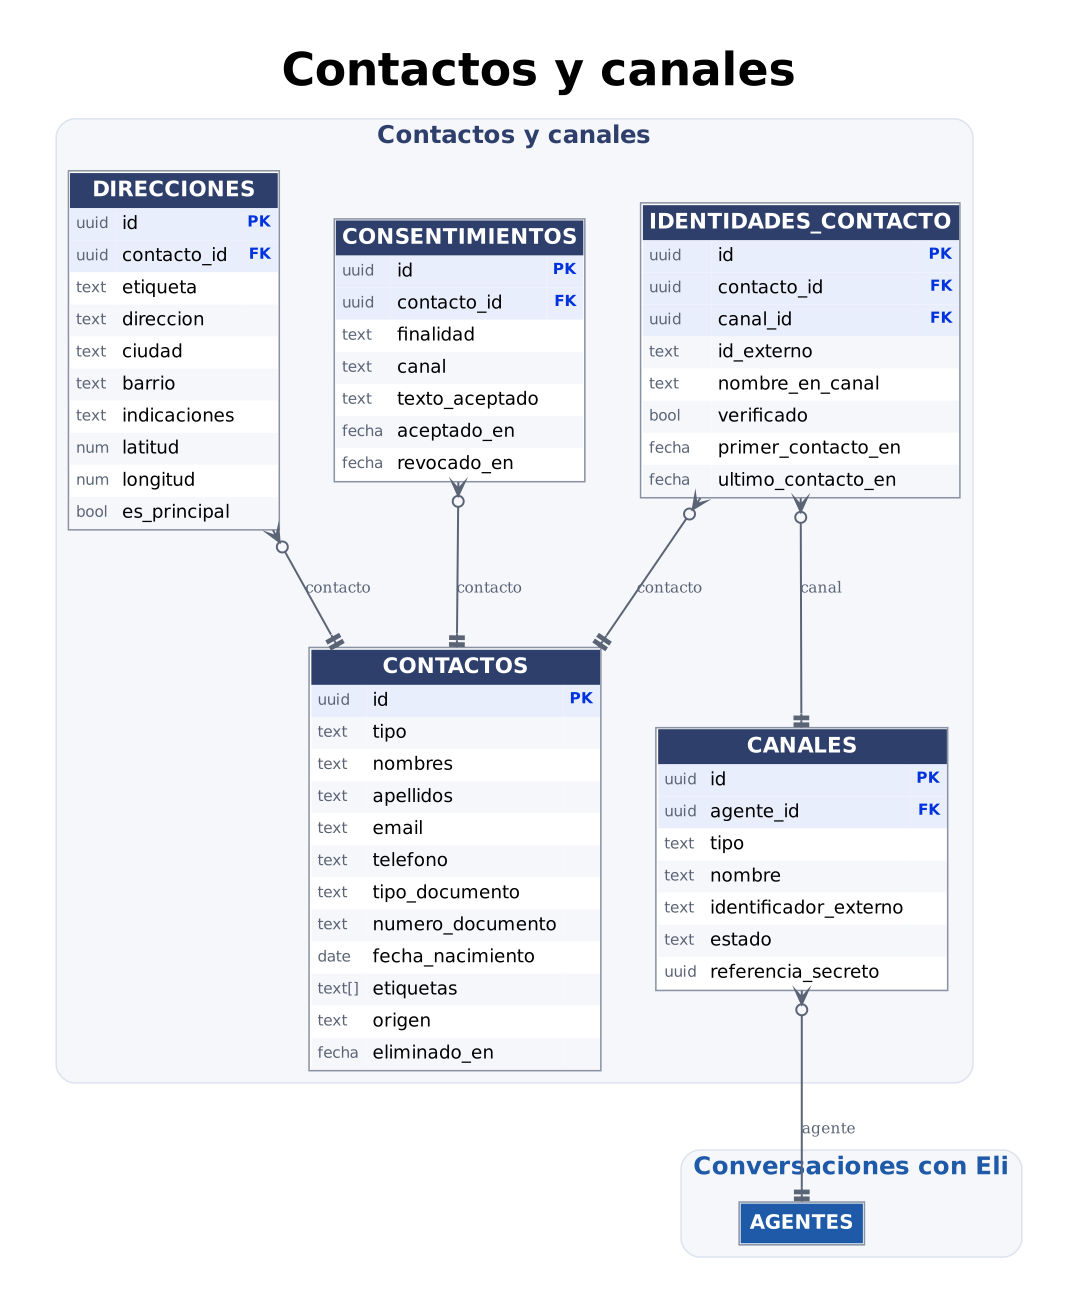 Contactos y canales
Contactos y canales
DIRECCIONES
uuid id PK
uuid contacto_id FK
text etiqueta
text direccion
text ciudad
text barrio
text indicaciones
num latitud
num longitud
bool es_principal
CONSENTIMIENTOS
uuid id PK
uuid contacto_id FK
text finalidad
text canal
text texto_aceptado
fecha aceptado_en
fecha revocado_en
IDENTIDADES_CONTACTO
uuid id PK
uuid contacto_id FK
uuid canal_id FK
text id_externo
text nombre_en_canal
bool verificado
fecha primer_contacto_en
fecha ultimo_contacto_en
contacto
contacto
contacto
canal
CONTACTOS
uuid id PK
text tipo
text nombres
text apellidos
text email
text telefono
text tipo_documento
text numero_documento
date fecha_nacimiento
text[] etiquetas
text origen
fecha eliminado_en
CANALES
uuid id PK
uuid agente_id FK
text tipo
text nombre
text identificador_externo
text estado
uuid referencia_secreto
agente
Conversaciones con Eli
AGENTES